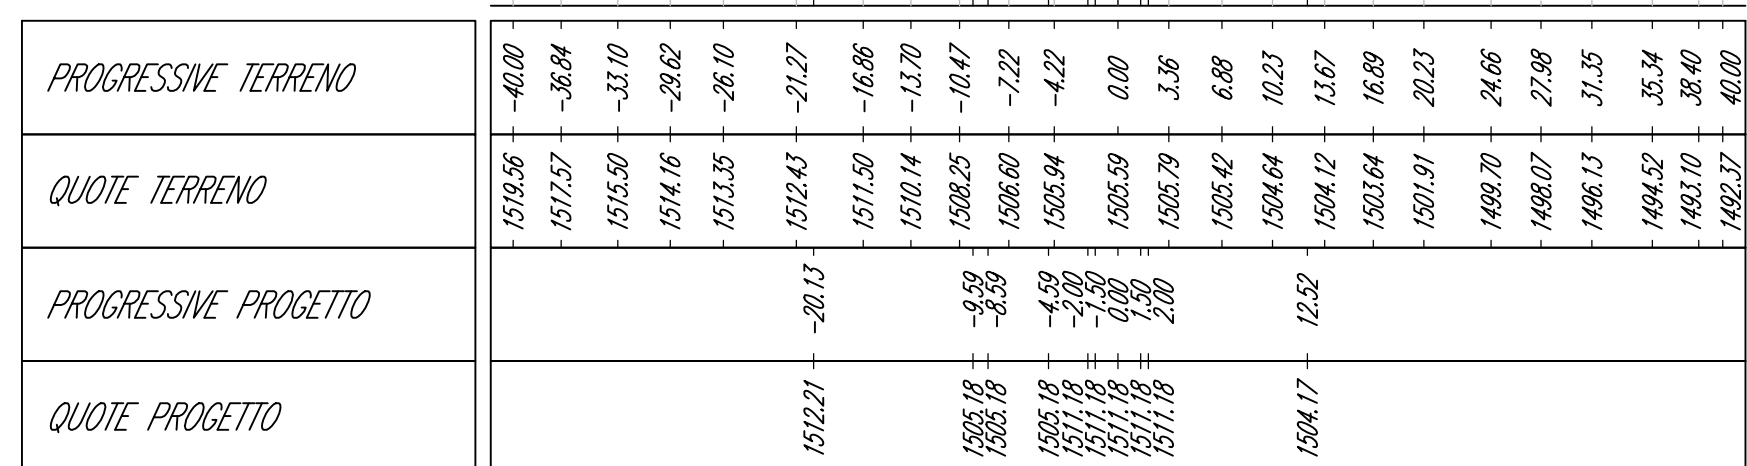 PROGRESSIVE TERRENO -40.00 -36.84 -33.10 -29.62 -26.10 -21.27 -16.86 -13.70 -10.47 -7.22 -4.22 0.00 3.36 6.88 10.23 13.67 16.89 20.23 24.66 27.98 31.35 35.34 38.40 40.00
QUOTE TERRENO 1519.56 1517.57 1515.50 1514.16 1513.35 1512.43 1511.50 1510.14 1508.25 1506.60 1505.94 1505.59 1505.79 1505.42 1504.64 1504.12 1503.64 1501.91 1499.70 1498.07 1496.13 1494.52 1493.10 1492.37
PROGRESSIVE PROGETTO -20.13 -9.59 -8.59 -4.59 -2.00 -1.50 0.00 1.50 2.00 12.52
QUOTE PROGETTO 1512.21 1505.18 1505.18 1505.18 1511.18 1511.18 1511.18 1511.18 1511.18 1504.17